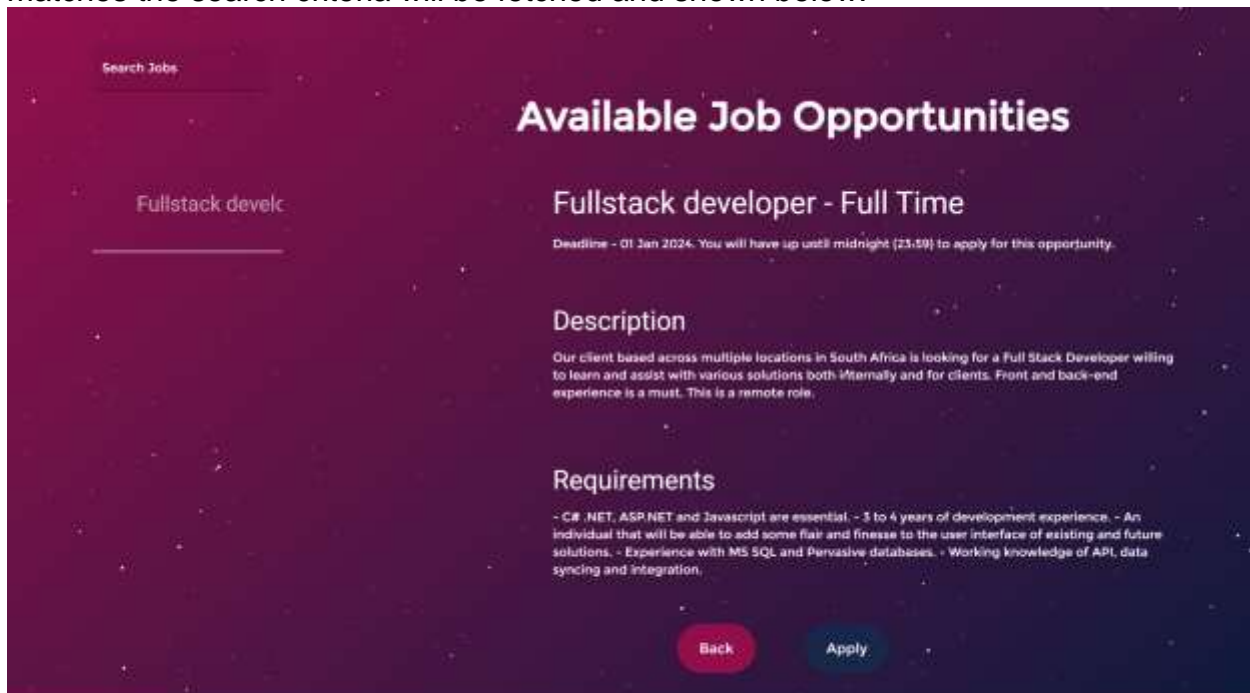 matches the search criteria will be fetched and shown below.
Search Jobs
Available Job Opportunities
Fullstack develo
Fullstack developer - Full Time
Deadline - 01 Jan 2024. You will have up until midnight (23:59) to apply for this opportunity.
Description
Our client based across multiple locations in South Africa is looking for a Full Stack Developer willing
to learn and assist with various solutions both internally and for clients. Front and back-end
experience is a must. This is a remote role.
Requirements
- C# .NET, ASP.NET and Javascript are essential. - 3 to 4 years of development experience. - An
individual that will be able to add some flair and finesse to the user interface of existing and future
solutions. - Experience with MS SQL and Pervasive databases. - Working knowledge of API, data
syncing and integration.
Back
Apply